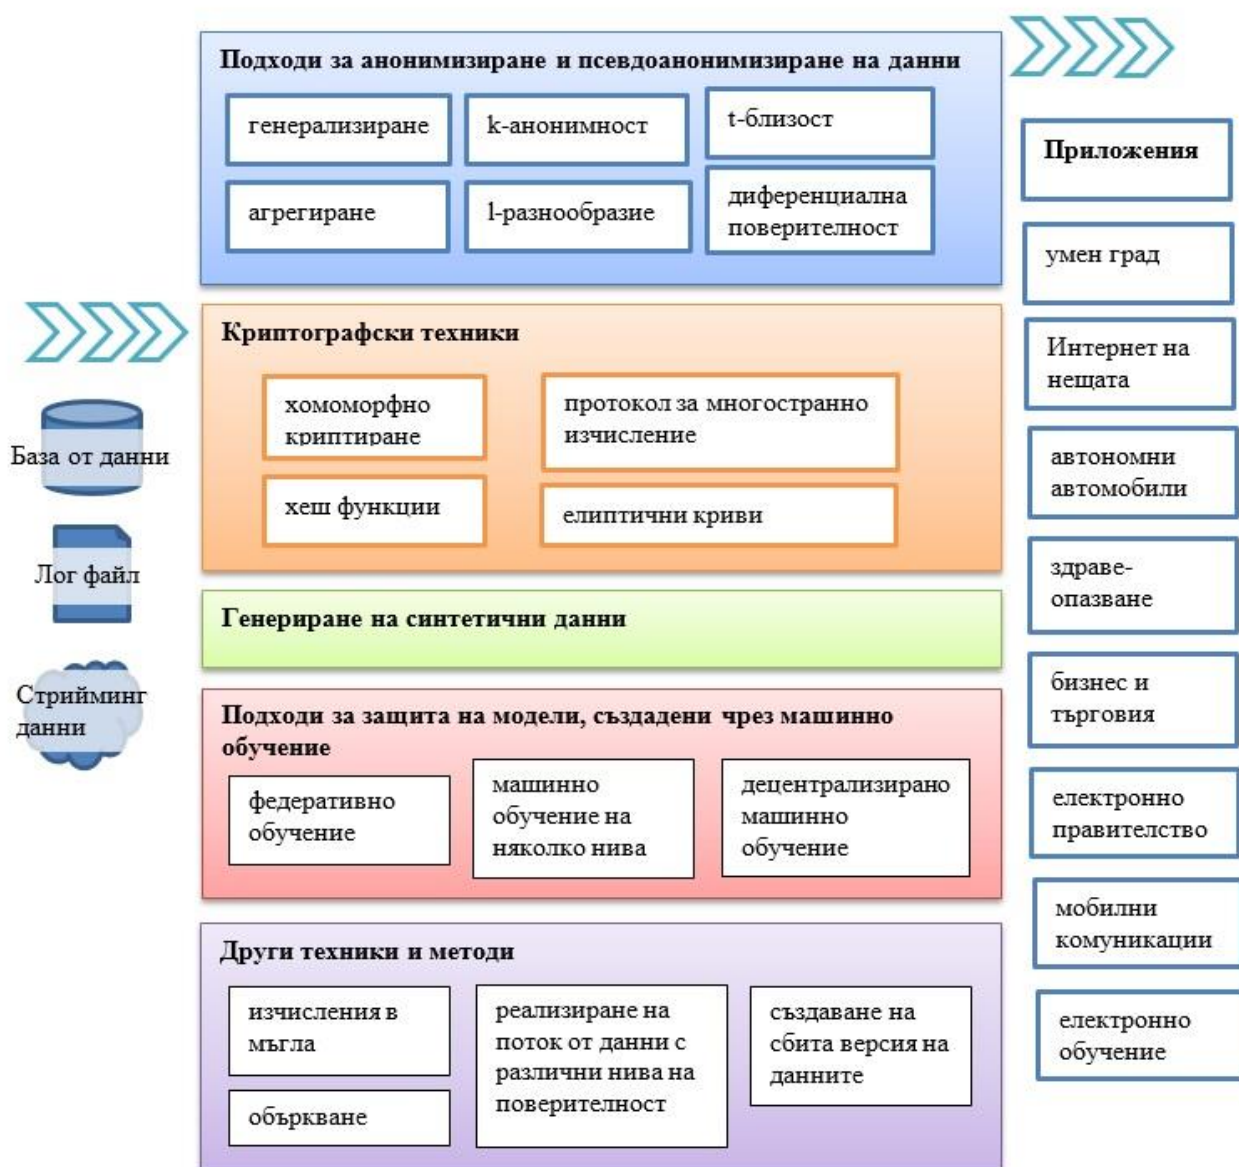 Подходи за анонимизиране и псевдоанонимизиране на данни
генерализиране
k-анонимност
t-близост
агрегиране
l-разнообразие
диференциална
поверителност
Криптографски техники
хомоморфно
криптиране
протокол за многостранно
изчисление
хеш функции
елиптични криви
База от данни
Лог файл
Стрийминг
данни
Генериране на синтетични данни
Подходи за защита на модели, създадени чрез машинно
обучение
федеративно
обучение
машинно
обучение на
няколко нива
децентрализирано
машинно
обучение
Други техники и методи
изчисления в
мъгла
объркване
реализиране на
поток от данни с
различни нива на
поверителност
създаване на
сбита версия на
данните
Приложения
умен град
Интернет на
нещата
автономни
автомобили
здраве-
опазване
бизнес и
търговия
електронно
правителство
мобилни
комуникации
електронно
обучение